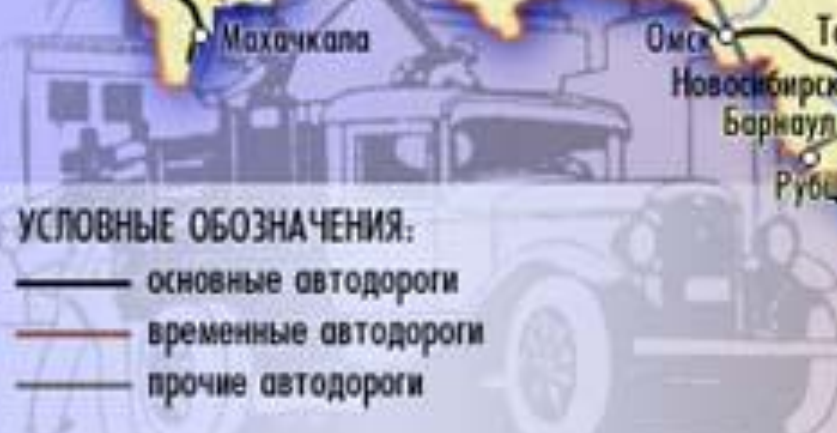 Махачкала
Омск
Новосибирск
Барнаул
УСЛОВНЫЕ ОБОЗНАЧЕНИЯ:
основные автодороги
временные автодороги
прочие автодороги